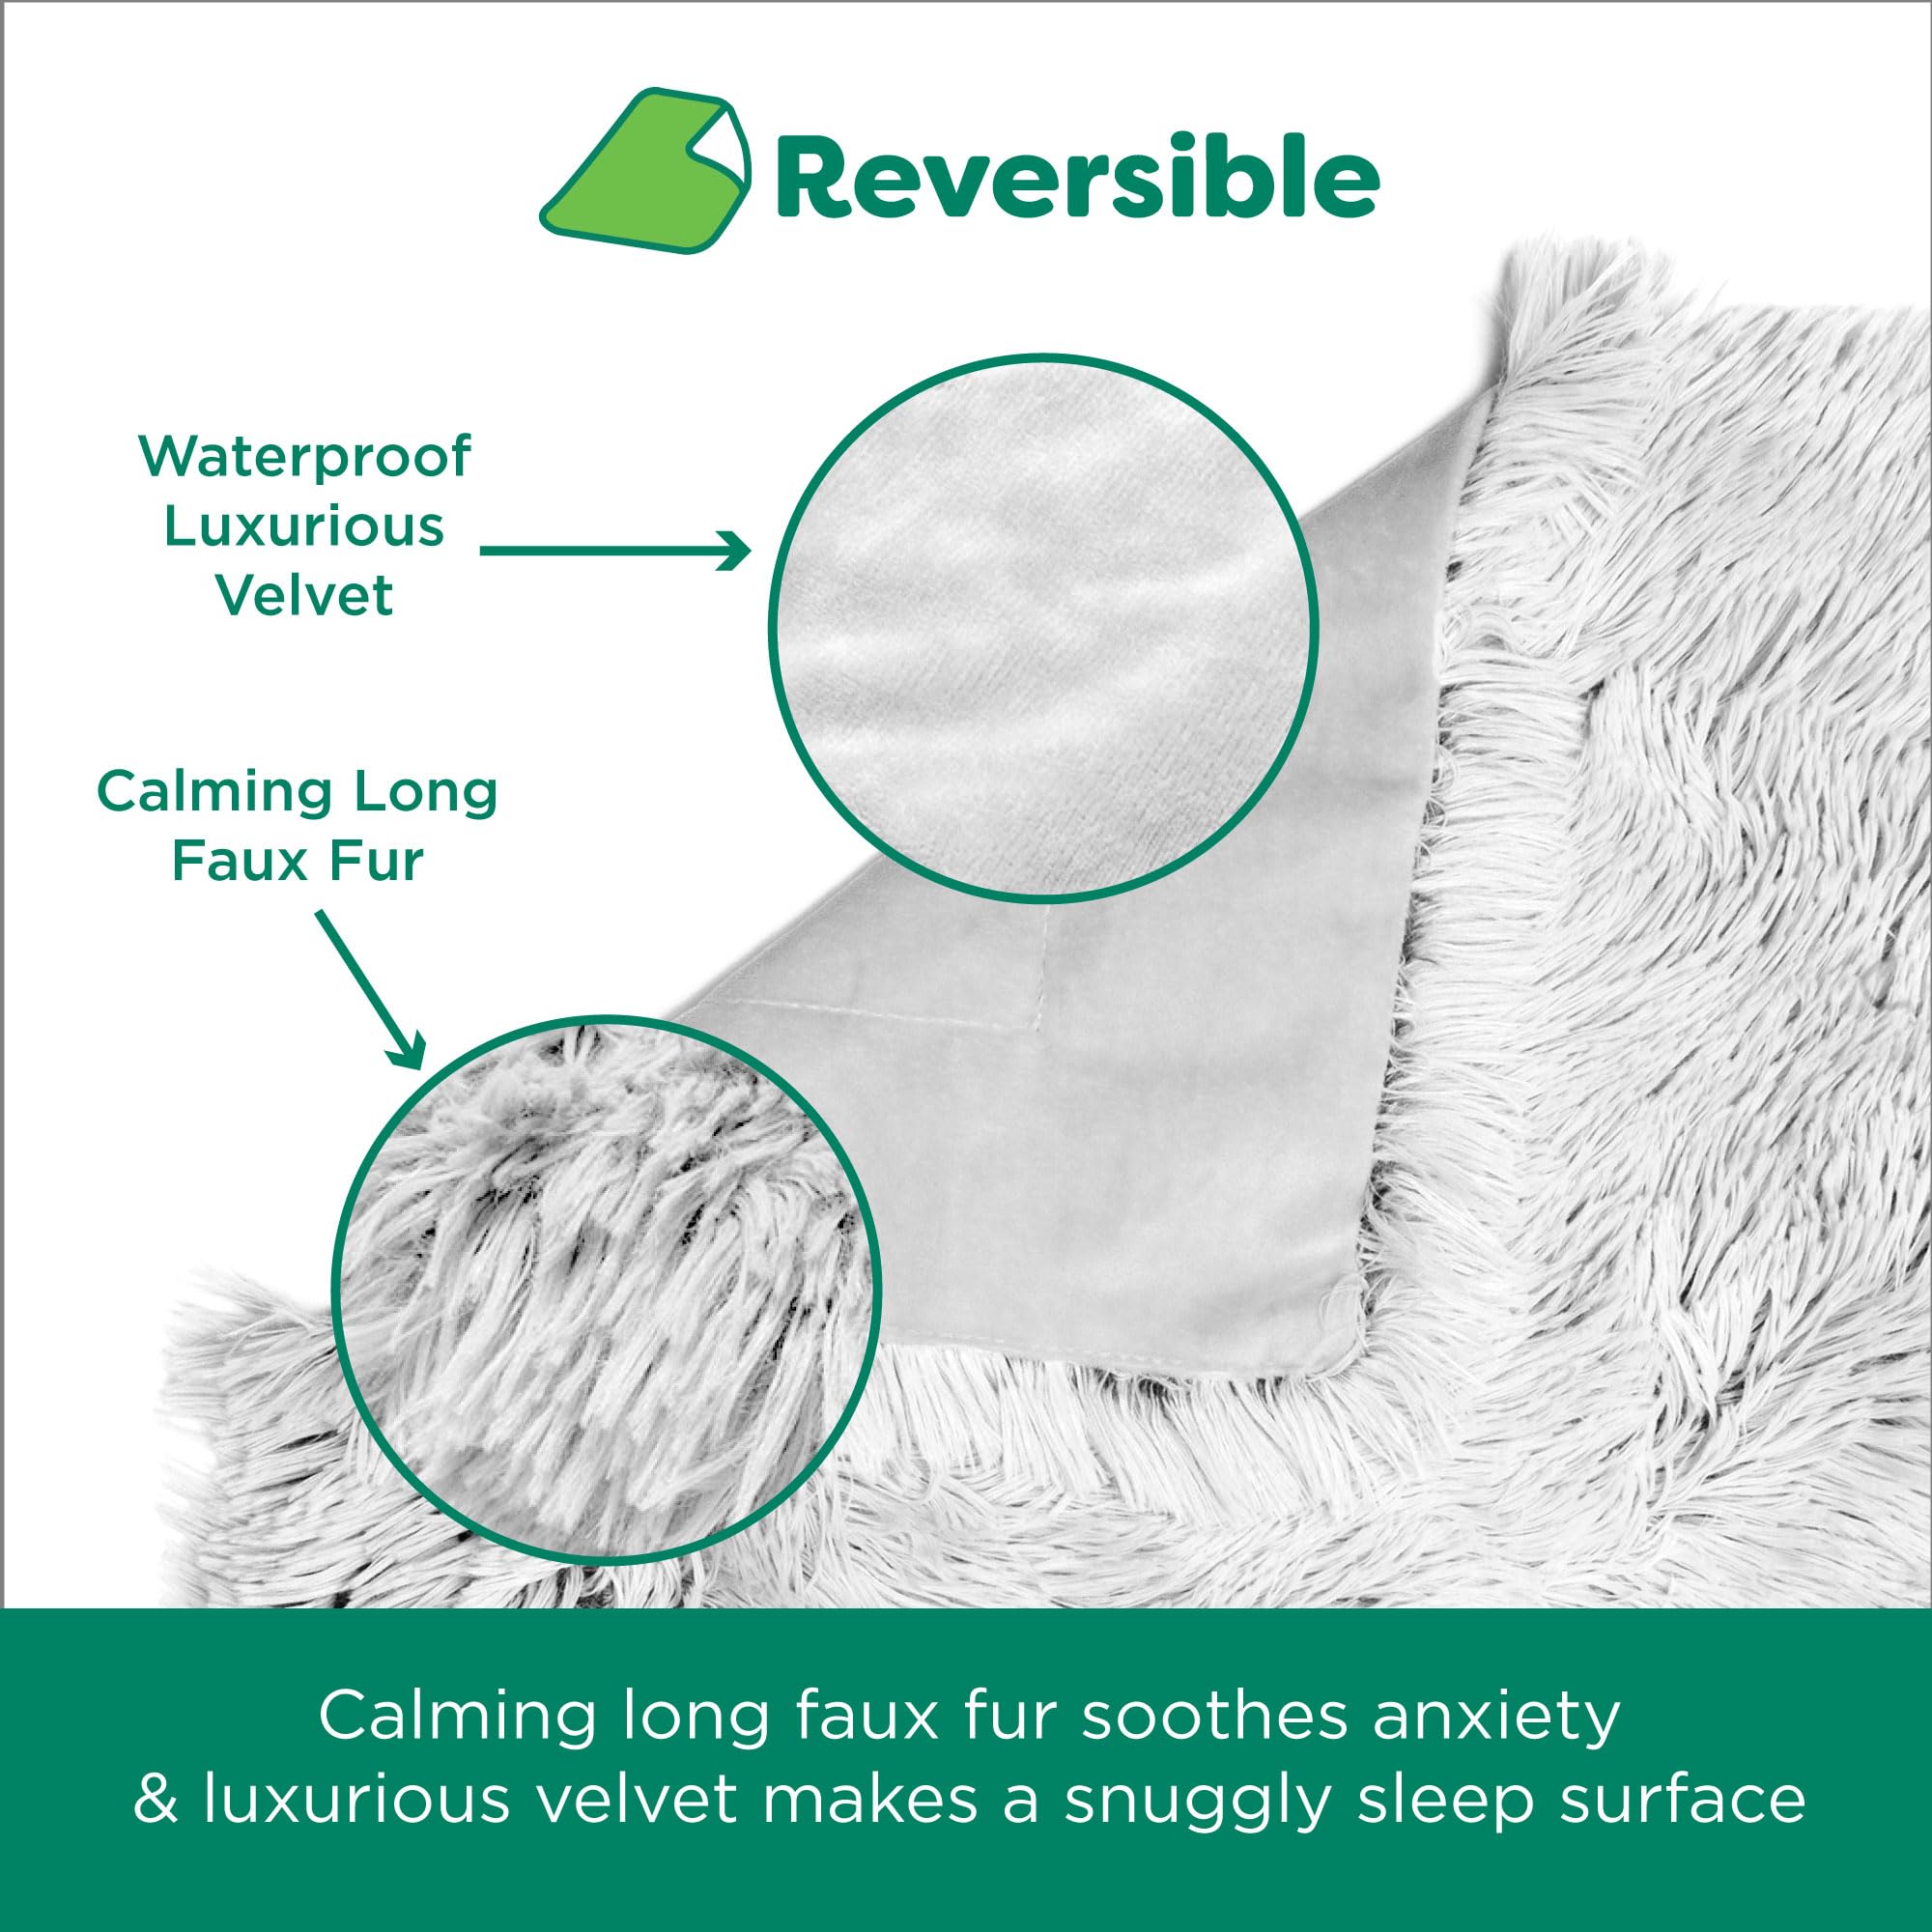 Reversible
Waterproof
Luxurious
Velvet
Calming Long
Faux Fur
Calming long faux fur soothes anxiety
& luxurious velvet makes a snuggly sleep surface